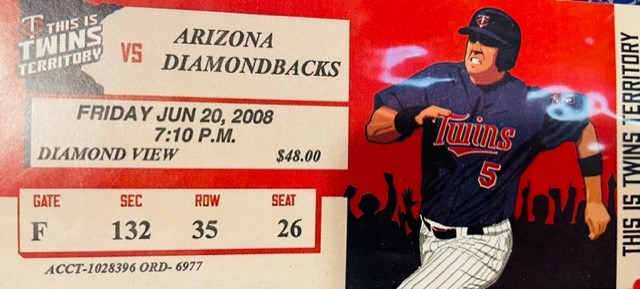 THIS IS
TWINS
TERRITORY
VS
ARIZONA
DIAMONDBACKS
FRIDAY JUN 20, 2008
7:10 P.M.
DIAMOND VIEW $48.00
GATE SEC ROW SEAT
F 132 35 26
ACCT-1028396 ORD- 6977
Twins
5
THIS IS TWINS TERRITORY